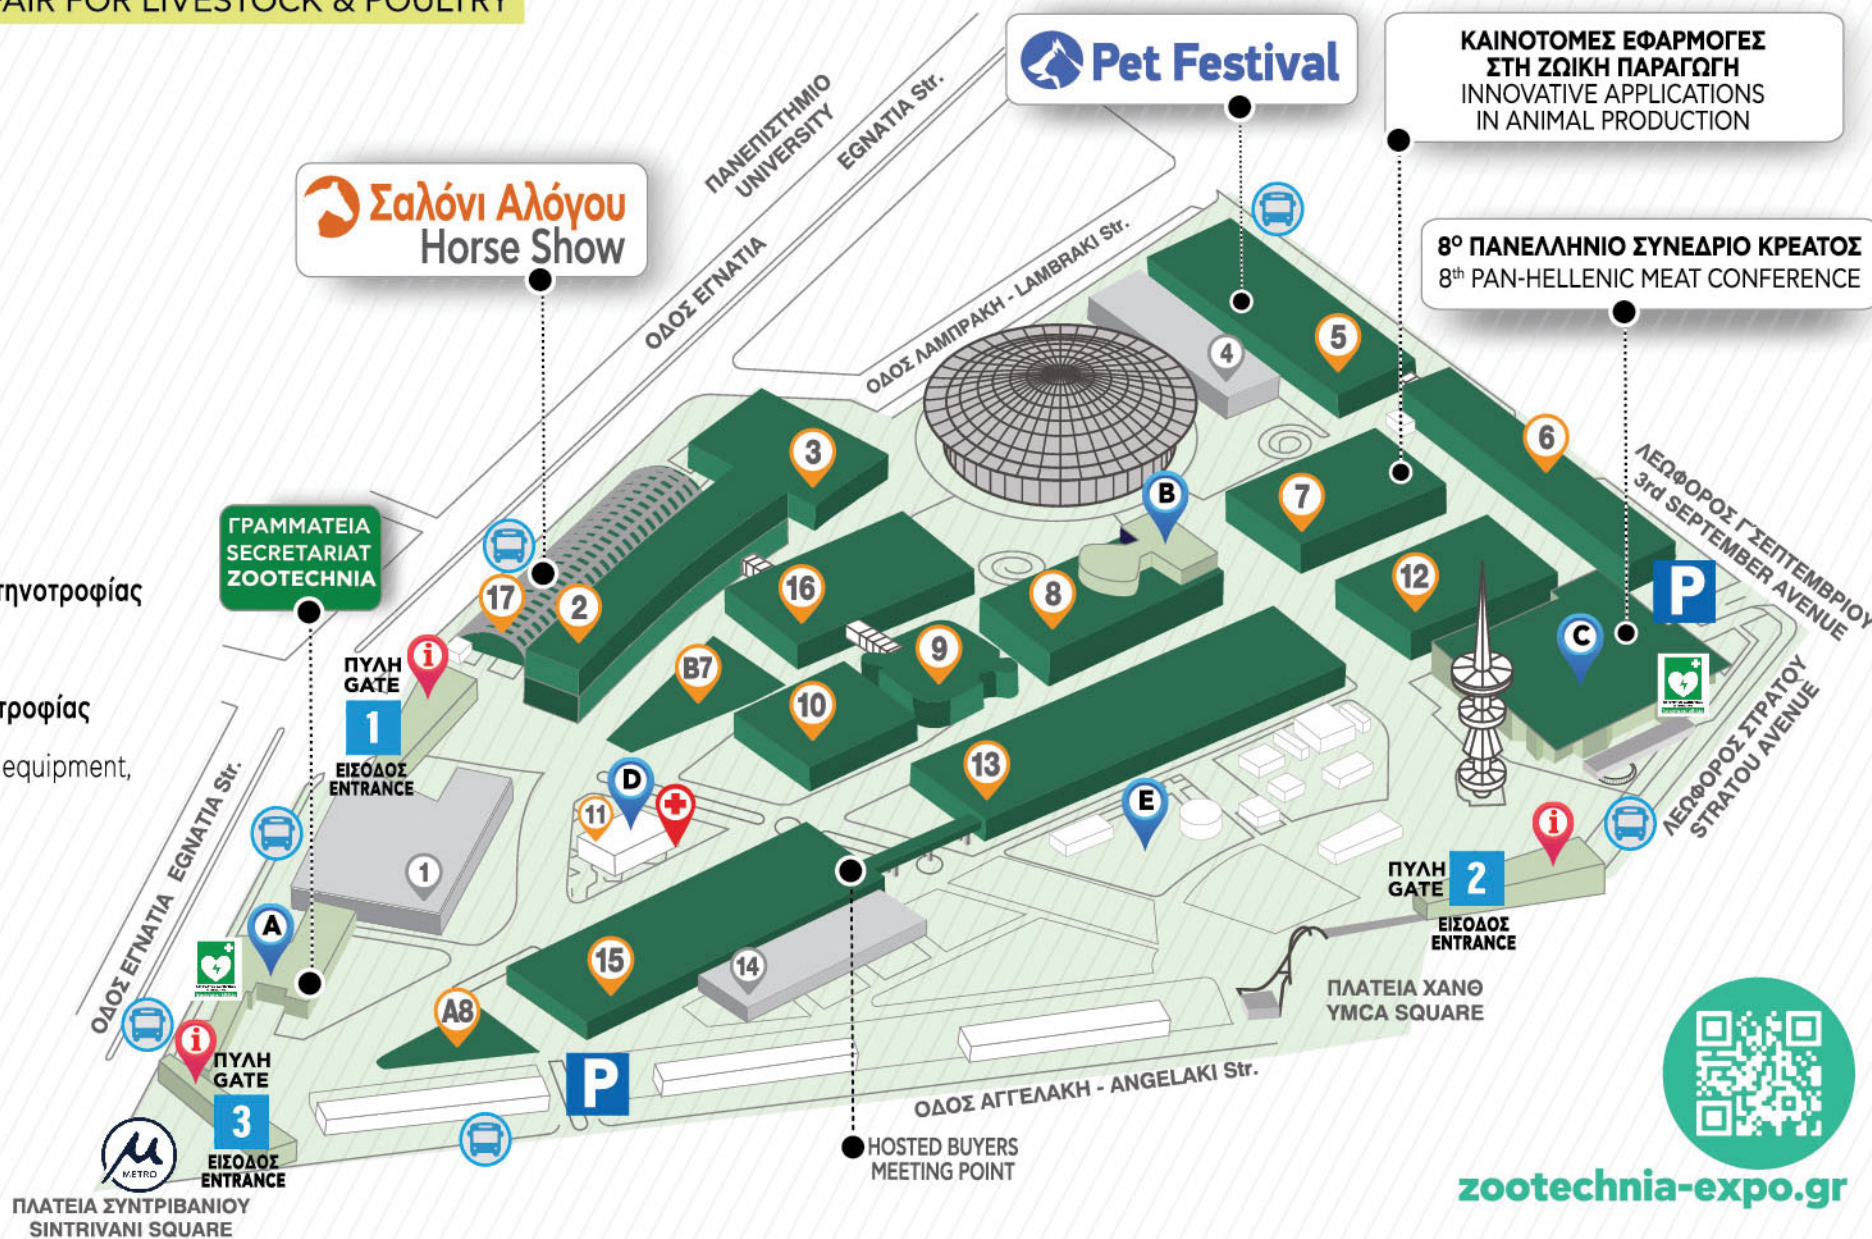 FAIR FOR LIVESTOCK & POULTRY
Pet Festival
ΚΑΙΝΟΤΟΜΕΣ ΕΦΑΡΜΟΓΕΣ
ΣΤΗ ΖΩΙΚΗ ΠΑΡΑΓΩΓΗ
INNOVATIVE APPLICATIONS
IN ANIMAL PRODUCTION
8º ΠΑΝΕΛΛΗΝΙΟ ΣΥΝΕΔΡΙΟ ΚΡΕΑΤΟΣ
8th PAN-HELLENIC MEAT CONFERENCE
Σαλόνι Αλόγου
Horse Show
ΠΑΝΕΠΙΣΤΗΜΙΟ
UNIVERSITY
EGNATIA Str.
ΟΔΟΣ ΕΓΝΑΤΙΑ
ΟΔΟΣ ΛΑΜΠΡΑΚΗ - LAMBRAKI Str.
4
5
6
3
7
B
12
ΛΕΩΦΟΡΟΣ Γ΄ΣΕΠΤΕΜΒΡΙΟΥ
3rd SEPTEMBER AVENUE
P
C
ΓΡΑΜΜΑΤΕΙΑ
SECRETARIAT
ZOOTECHNIA
17
2
16
8
9
B7
10
13
τηνοτροφίας
τροφίας
equipment,
i
ΠΥΛΗ
GATE
1
ΕΙΣΟΔΟΣ
ENTRANCE
ΛΕΩΦΟΡΟΣ ΣΤΡΑΤΟΥ
STRATOU AVENUE
D
11
E
1
A
15
14
A8
i
ΠΥΛΗ
GATE
2
ΕΙΣΟΔΟΣ
ENTRANCE
ΟΔΟΣ ΕΓΝΑΤΙΑ EGNATIA Str.
i
ΠΥΛΗ
GATE
3
ΕΙΣΟΔΟΣ
ENTRANCE
P
ΠΛΑΤΕΙΑ ΧΑΝΘ
YMCA SQUARE
ΟΔΟΣ ΑΓΓΕΛΑΚΗ - ANGELAKI Str.
HOSTED BUYERS
MEETING POINT
μ
METRO
ΠΛΑΤΕΙΑ ΣΥΝΤΡΙΒΑΝΙΟΥ
SINTRIVANI SQUARE
zootechnia-expo.gr